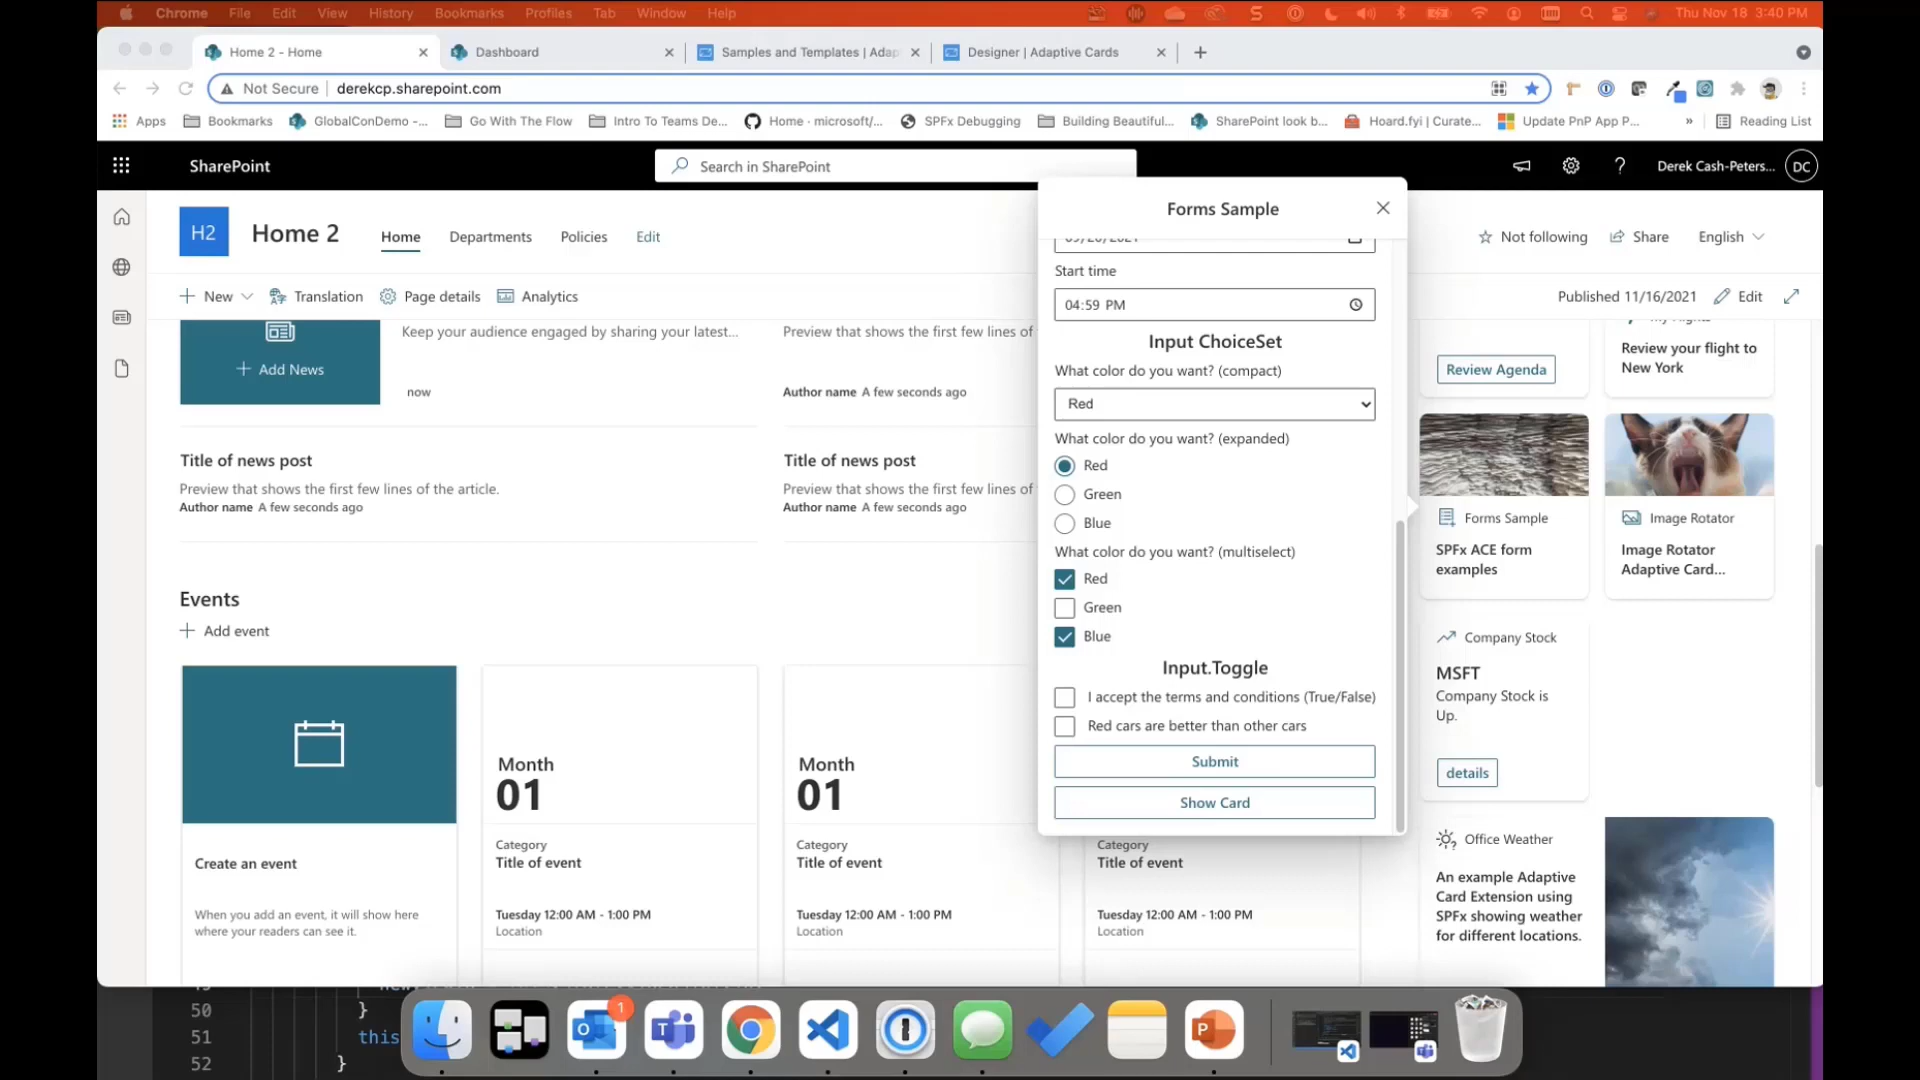 Chrome File Edit View History Bookmarks Profiles Tab Window Help Thu Nov 18 3:40 PM
Home 2 - Home Dashboard Samples and Templates | Adap Designer | Adaptive Cards
Not Secure derekcp.sharepoint.com
Apps Bookmarks GlobalConDemo -... Go With The Flow Intro To Teams De... Home · microsoft/... SPFx Debugging Building Beautiful... SharePoint look b... Hoard.fyi | Curate... Update PnP App P... » Reading List
SharePoint Search in SharePoint Derek Cash-Peters... DC
H2 Home 2 Home Departments Policies Edit Not following Share English
New Translation Page details Analytics Published 11/16/2021 Edit
Add News
Keep your audience engaged by sharing your latest...
now
Preview that shows the first few lines of
Author name A few seconds ago
Title of news post
Preview that shows the first few lines of the article.
Author name A few seconds ago
Title of news post
Preview that shows the first few lines of
Author name A few seconds ago
Events
Add event
Create an event
When you add an event, it will show here
where your readers can see it.
Month
01
Category
Title of event
Tuesday 12:00 AM - 1:00 PM
Location
Month
01
Category
Title of event
Tuesday 12:00 AM - 1:00 PM
Location
Category
Title of event
Tuesday 12:00 AM - 1:00 PM
Location
Forms Sample
Start time
04:59 PM
Input ChoiceSet
What color do you want? (compact)
Red
What color do you want? (expanded)
Red
Green
Blue
What color do you want? (multiselect)
Red
Green
Blue
Input.Toggle
I accept the terms and conditions (True/False)
Red cars are better than other cars
Submit
Show Card
Review Agenda
Review your flight to
New York
Forms Sample
SPFx ACE form
examples
Image Rotator
Image Rotator
Adaptive Card...
Company Stock
MSFT
Company Stock is
Up.
details
Office Weather
An example Adaptive
Card Extension using
SPFx showing weather
for different locations.
50 }
51 this
52 }
1